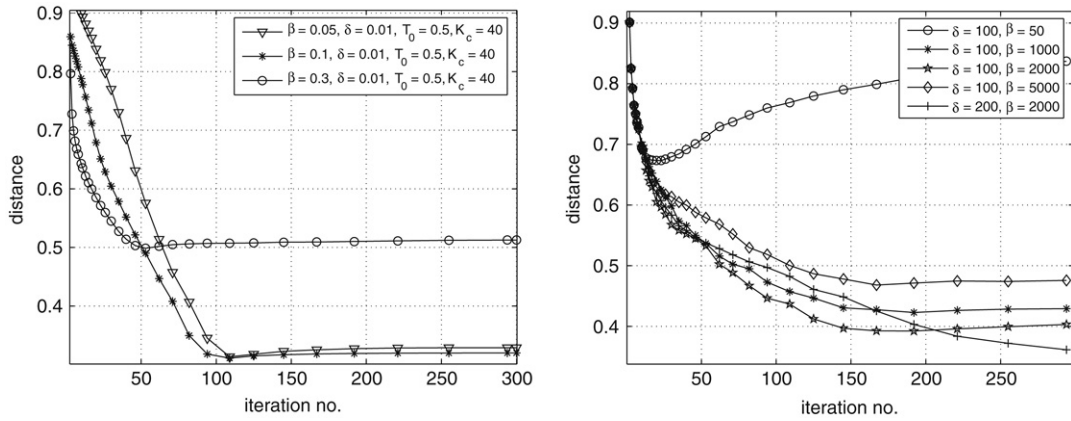 0.9
0.8
0.7
0.6
0.5
0.4
0.3
distance
50 100 150 200 250 300
iteration no.
β = 0.05, δ = 0.01, T0 = 0.5, Kc = 40
β = 0.1, δ = 0.01, T0 = 0.5, Kc = 40
β = 0.3, δ = 0.01, T0 = 0.5, Kc = 40
0.9
0.8
0.7
0.6
0.5
0.4
distance
50 100 150 200 250
iteration no.
δ = 100, β = 50
δ = 100, β = 1000
δ = 100, β = 2000
δ = 100, β = 5000
δ = 200, β = 2000